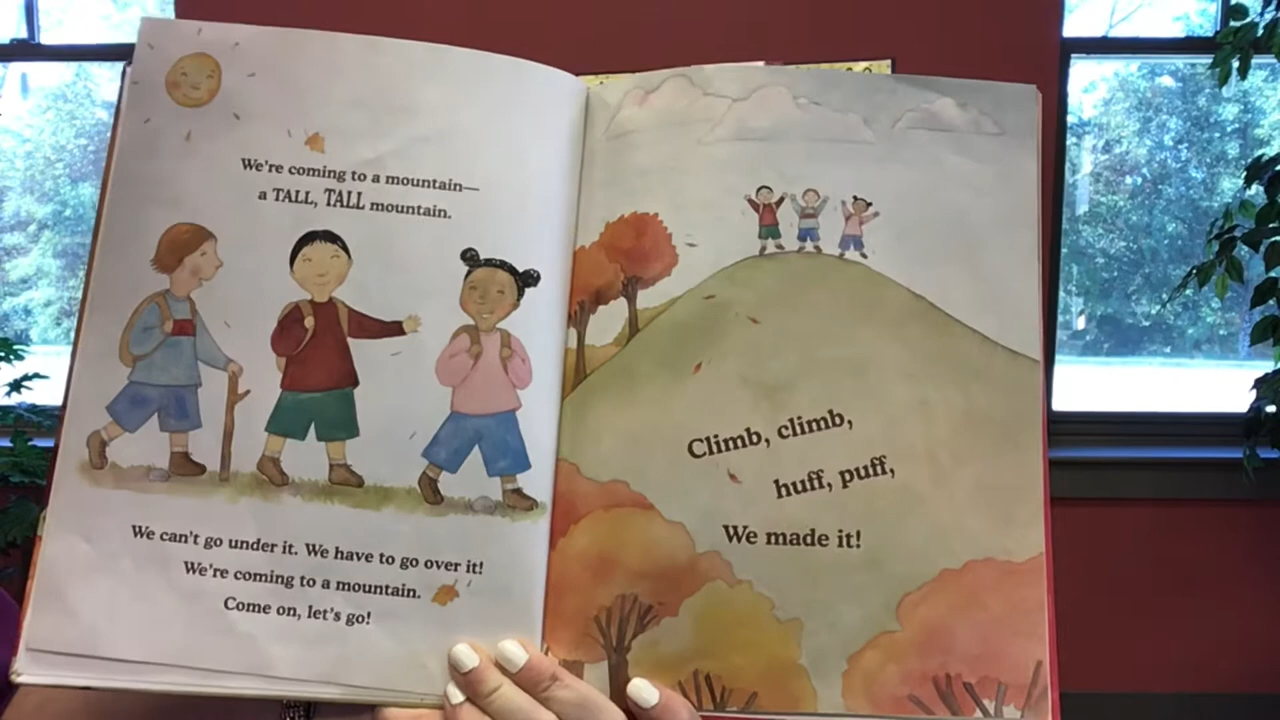 We're coming to a mountain—
a TALL, TALL mountain.
We can't go under it. We have to go over it!
We're coming to a mountain.
Come on, let's go!
Climb, climb,
huff, puff,
We made it!